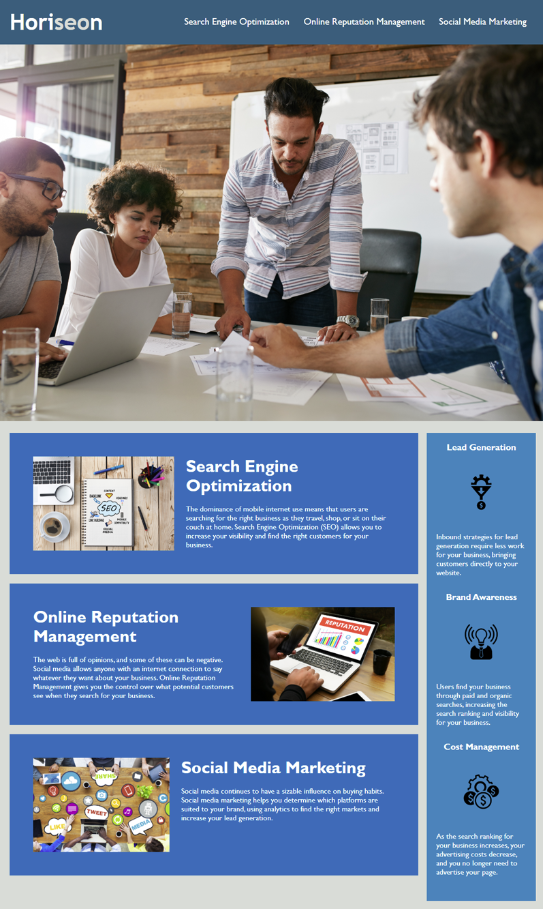 Horiseon
Search Engine Optimization
Online Reputation Management
Social Media Marketing
Search Engine
Optimization
The dominance of mobile internet use means that users are
searching for the right business as they travel, shop, or sit on their
couch at home. Search Engine Optimization (SEO) allows you to
increase your visibility and find the right customers for your
business.
SEO
Online Reputation
Management
The web is full of opinions, and some of these can be negative.
Social media allows anyone with an internet connection to say
whatever they want about your business. Online Reputation
Management gives you the control over what potential customers
see when they search for your business.
REPUTATION
LIKE
TWEET
MEDIA
Social Media Marketing
Social media continues to have a sizable influence on buying habits.
Social media marketing helps you determine which platforms are
suited to your brand, using analytics to find the right markets and
increase your lead generation.
Lead Generation
Inbound strategies for lead
generation require less work
for your business, bringing
customers directly to your
website.
Brand Awareness
Users find your business
through paid and organic
searches, increasing the
search ranking and visibility
for your business.
Cost Management
As the search ranking for
your business increases, your
advertising costs decrease,
and you no longer need to
advertise your page.